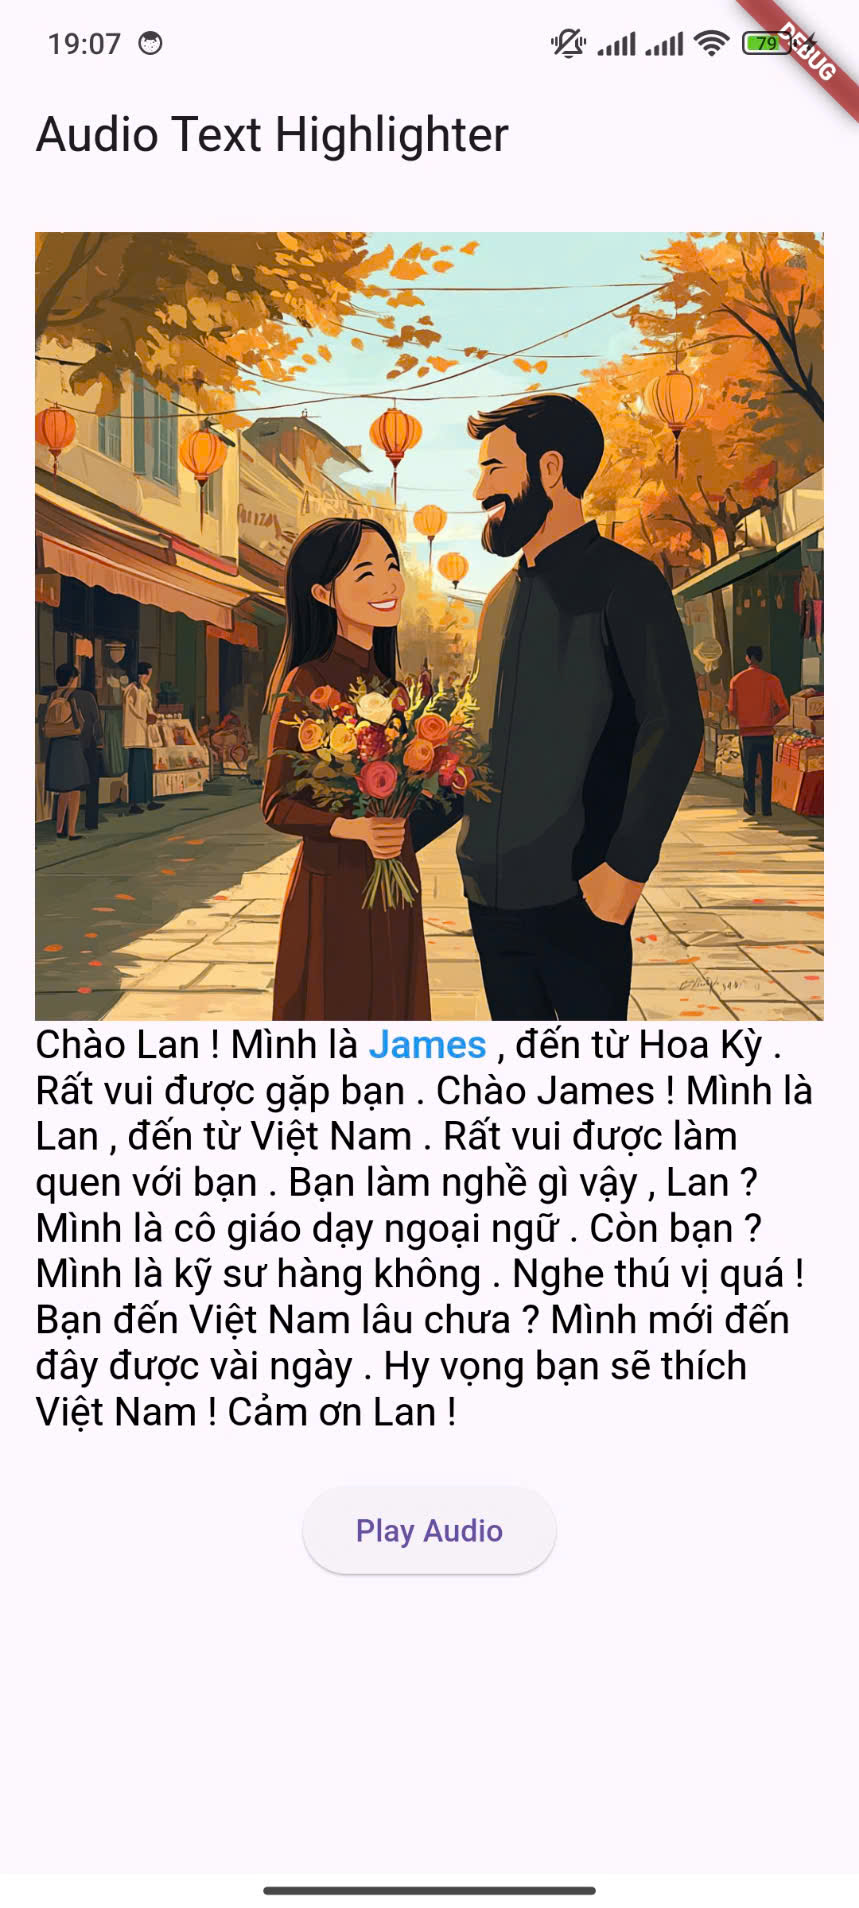 19:07
79
DEBUG
Audio Text Highlighter
Chào Lan ! Mình là James , đến từ Hoa Kỳ .
Rất vui được gặp bạn . Chào James ! Mình là
Lan , đến từ Việt Nam . Rất vui được làm
quen với bạn . Bạn làm nghề gì vậy , Lan ?
Mình là cô giáo dạy ngoại ngữ . Còn bạn ?
Mình là kỹ sư hàng không . Nghe thú vị quá !
Bạn đến Việt Nam lâu chưa ? Mình mới đến
đây được vài ngày . Hy vọng bạn sẽ thích
Việt Nam ! Cảm ơn Lan !
Play Audio